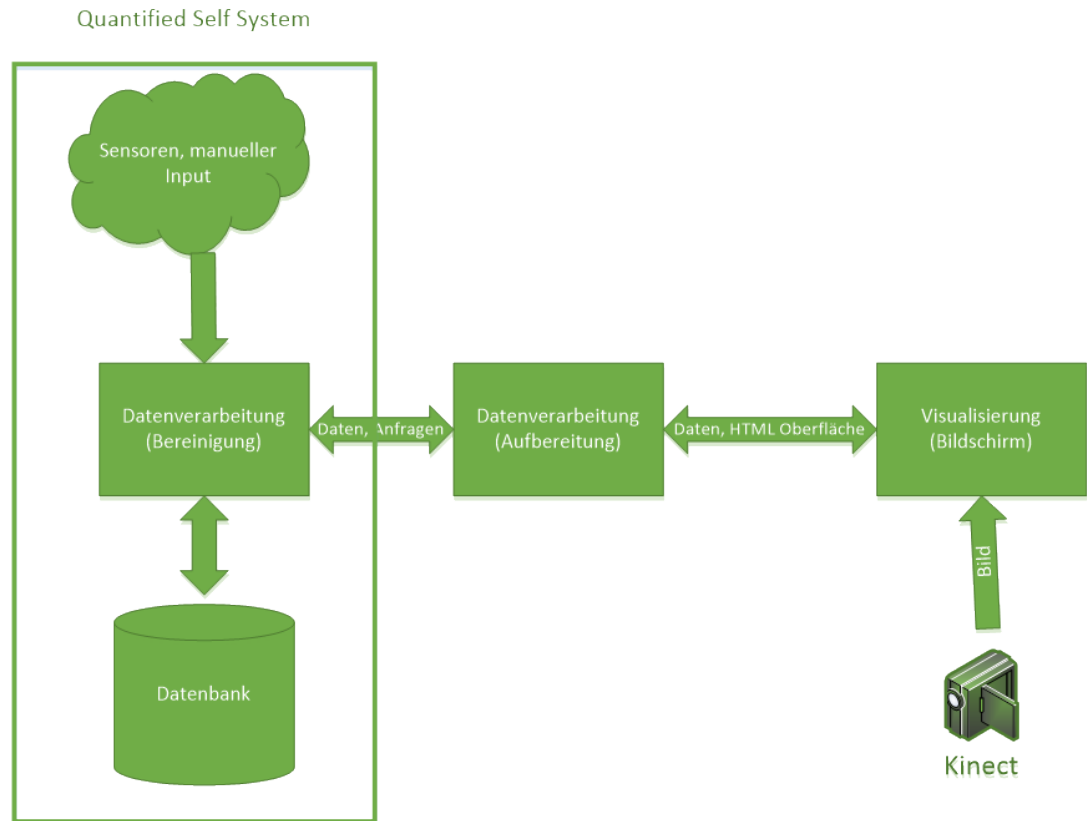 Quantified Self System
Sensoren, manueller
Input
Datenverarbeitung
(Bereinigung)
Daten, Anfragen
Datenverarbeitung
(Aufbereitung)
Daten, HTML Oberfläche
Visualisierung
(Bildschirm)
Bild
Datenbank
Kinect